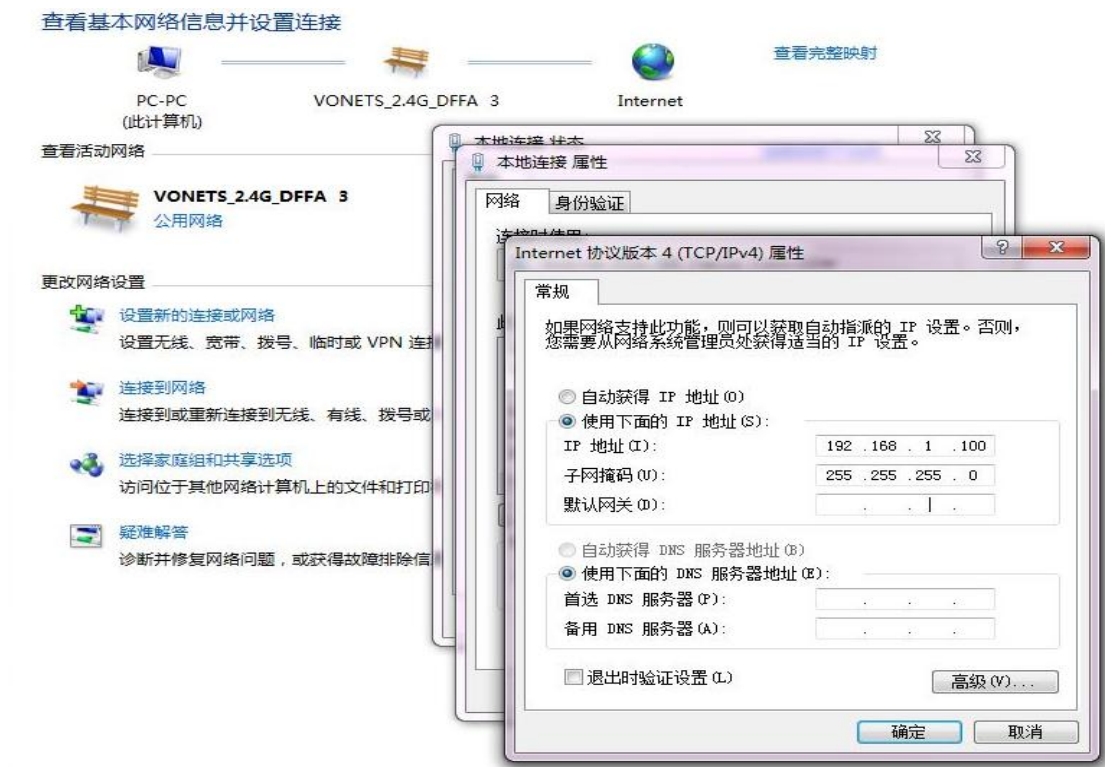 查看基本网络信息并设置连接
查看完整映射
PC-PC
(此计算机)
VONETS_2.4G_DFFA 3
Internet
查看活动网络
VONETS_2.4G_DFFA 3
公用网络
更改网络设置
设置新的连接或网络
设置无线、宽带、拨号、临时或 VPN 连
连接到网络
连接到或重新连接到无线、有线、拨号或
选择家庭组和共享选项
访问位于其他网络计算机上的文件和打印
疑难解答
诊断并修复网络问题，或获得故障排除信
本地连接 状态
本地连接 属性
网络
身份验证
连接时使用:
Internet 协议版本 4 (TCP/IPv4) 属性
常规
如果网络支持此功能，则可以获取自动指派的 IP 设置。否则，
您需要从网络系统管理员处获得适当的 IP 设置。
自动获得 IP 地址(O)
使用下面的 IP 地址(S):
IP 地址(I): 192 .168 . 1 .100
子网掩码(U): 255 .255 .255 . 0
默认网关(D): . . .
自动获得 DNS 服务器地址(B)
使用下面的 DNS 服务器地址(E):
首选 DNS 服务器(P): . . .
备用 DNS 服务器(A): . . .
退出时验证设置(L)
高级(V)...
确定
取消